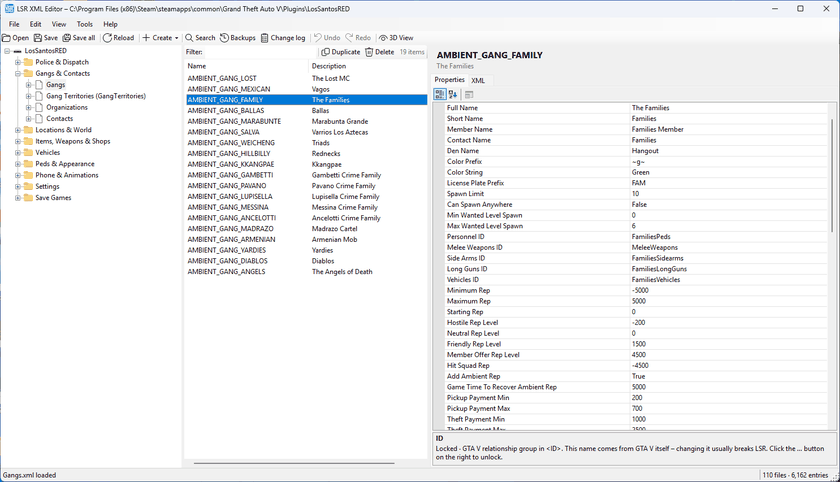 LSR XML Editor – C:\Program Files (x86)\Steam\steamapps\common\Grand Theft Auto V\Plugins\LosSantosRED
File Edit View Tools Help
Open Save Save all Reload Create Search Backups Change log Undo Redo 3D View
LosSantosRED
Police & Dispatch
Gangs & Contacts
Gangs
Gang Territories (GangTerritories)
Organizations
Contacts
Locations & World
Items, Weapons & Shops
Vehicles
Peds & Appearance
Phone & Animations
Settings
Save Games
Filter: Duplicate Delete 19 items
Name Description
AMBIENT_GANG_LOST The Lost MC
AMBIENT_GANG_MEXICAN Vagos
AMBIENT_GANG_FAMILY The Families
AMBIENT_GANG_BALLAS Ballas
AMBIENT_GANG_MARABUNTE Marabunta Grande
AMBIENT_GANG_SALVA Varrios Los Aztecas
AMBIENT_GANG_WEICHENG Triads
AMBIENT_GANG_HILLBILLY Rednecks
AMBIENT_GANG_KKANGPAE Kkangpae
AMBIENT_GANG_GAMBETTI Gambetti Crime Family
AMBIENT_GANG_PAVANO Pavano Crime Family
AMBIENT_GANG_LUPISELLA Lupisella Crime Family
AMBIENT_GANG_MESSINA Messina Crime Family
AMBIENT_GANG_ANCELOTTI Ancelotti Crime Family
AMBIENT_GANG_MADRAZO Madrazo Cartel
AMBIENT_GANG_ARMENIAN Armenian Mob
AMBIENT_GANG_YARDIES Yardies
AMBIENT_GANG_DIABLOS Diablos
AMBIENT_GANG_ANGELS The Angels of Death
AMBIENT_GANG_FAMILY
The Families
Properties XML
Full Name The Families
Short Name Families
Member Name Families Member
Contact Name Families
Den Name Hangout
Color Prefix ~g~
Color String Green
License Plate Prefix FAM
Spawn Limit 10
Can Spawn Anywhere False
Min Wanted Level Spawn 0
Max Wanted Level Spawn 6
Personnel ID FamiliesPeds
Melee Weapons ID MeleeWeapons
Side Arms ID FamiliesSidearms
Long Guns ID FamiliesLongGuns
Vehicles ID FamiliesVehicles
Minimum Rep -5000
Maximum Rep 5000
Starting Rep 0
Hostile Rep Level -200
Neutral Rep Level 0
Friendly Rep Level 1500
Member Offer Rep Level 4500
Hit Squad Rep -4500
Add Ambient Rep True
Game Time To Recover Ambient Rep 5000
Pickup Payment Min 200
Pickup Payment Max 700
Theft Payment Min 1000
Theft Payment Max 2500
ID
Locked - GTA V relationship group in <ID>. This name comes from GTA V itself – changing it usually breaks LSR. Click the ... button
on the right to unlock.
Gangs.xml loaded
110 files - 6,162 entries